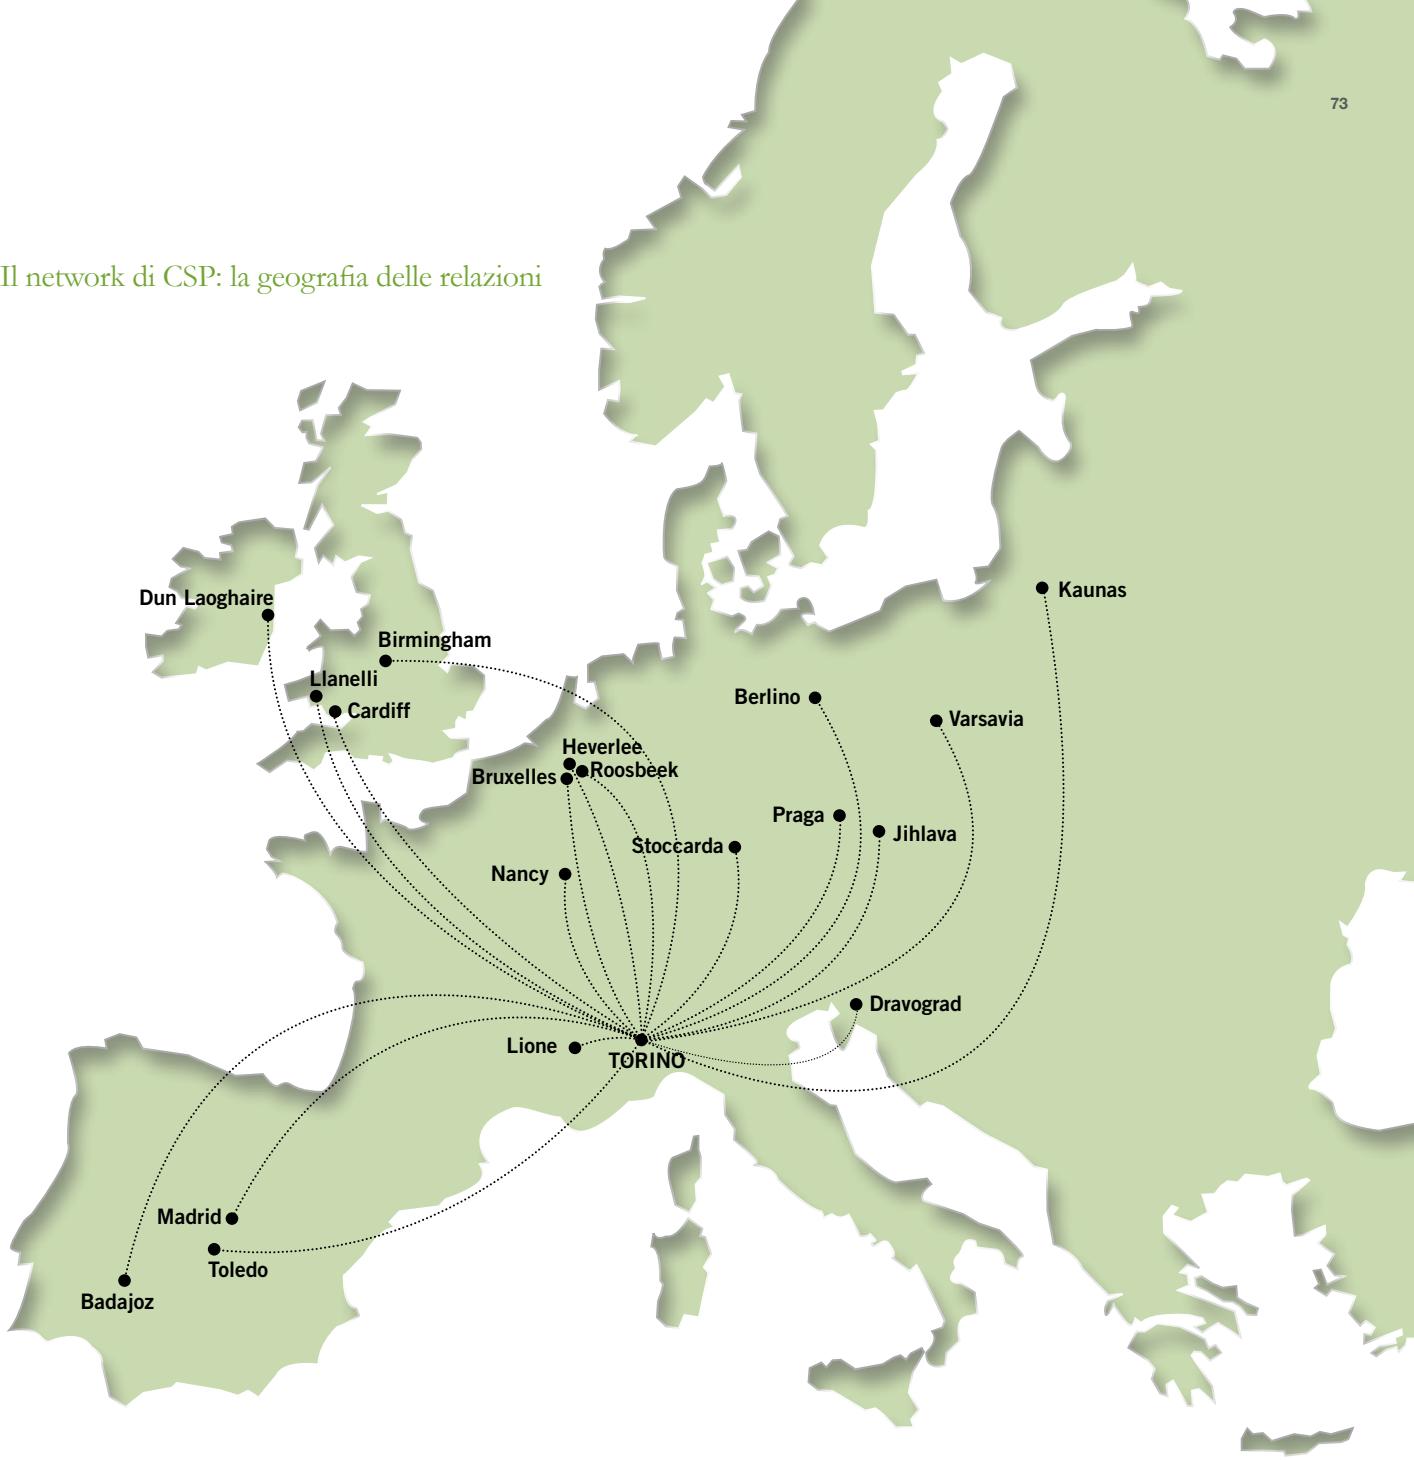 73
Il network di CSP: la geografia delle relazioni
Kaunas
Dun Laoghaire
Birmingham
Llanelli
Cardiff
Berlino
Varsavia
Heverlee
Roosbeek
Bruxelles
Praga
Jihlava
Stoccarda
Nancy
Dravograd
Lione
TORINO
Madrid
Toledo
Badajoz